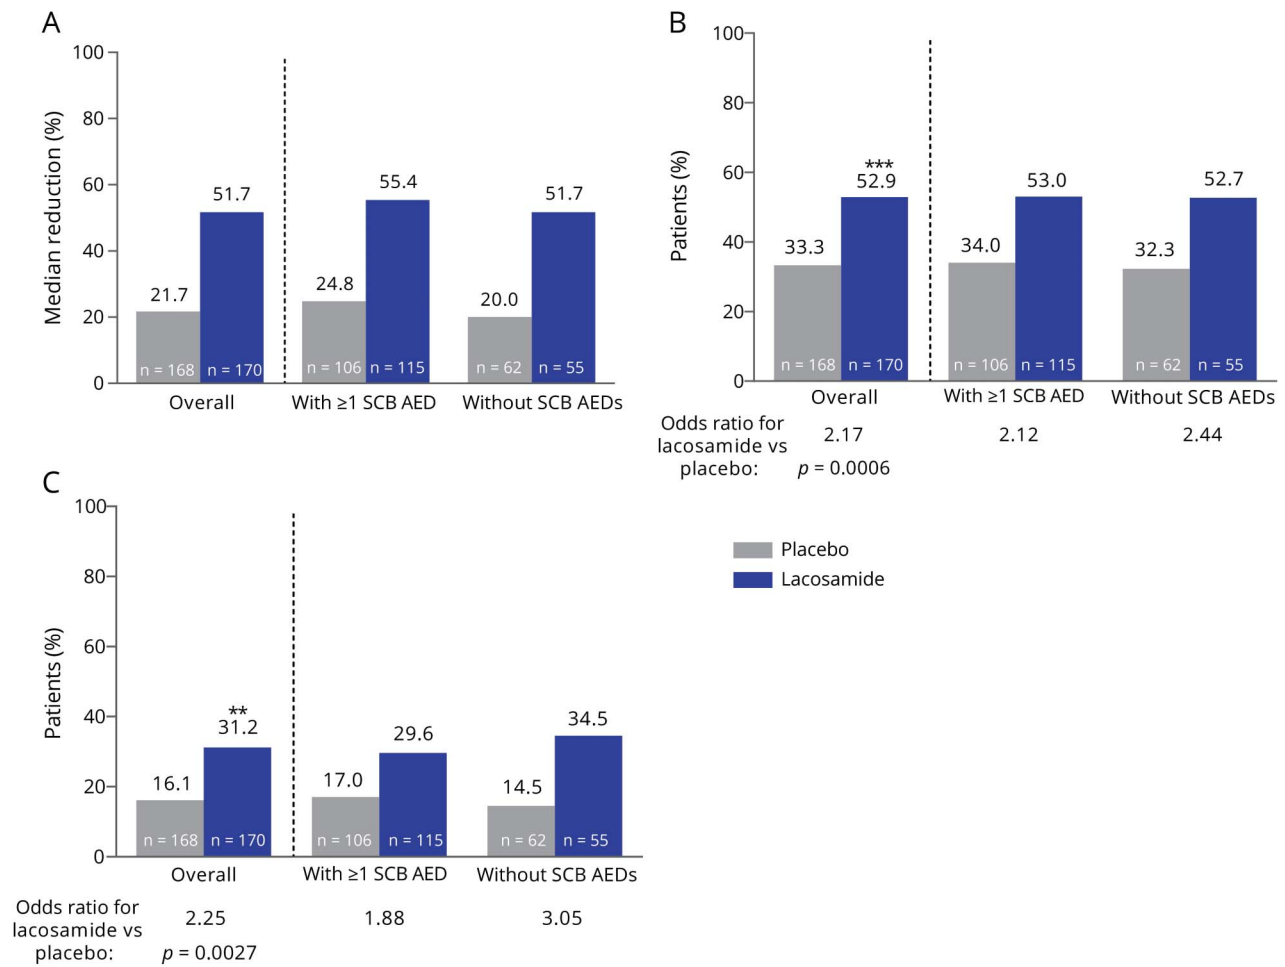 A
100
80
60
40
20
0
Median reduction (%)
21.7
51.7
24.8
55.4
20.0
51.7
n = 168
n = 170
n = 106
n = 115
n = 62
n = 55
Overall
With ≥1 SCB AED
Without SCB AEDs
B
100
80
60
40
20
0
Patients (%)
33.3
***
52.9
34.0
53.0
32.3
52.7
n = 168
n = 170
n = 106
n = 115
n = 62
n = 55
Overall
With ≥1 SCB AED
Without SCB AEDs
Odds ratio for
lacosamide vs
placebo:
2.17
2.12
2.44
p = 0.0006
C
100
80
60
40
20
0
Patients (%)
16.1
**
31.2
17.0
29.6
14.5
34.5
n = 168
n = 170
n = 106
n = 115
n = 62
n = 55
Overall
With ≥1 SCB AED
Without SCB AEDs
Odds ratio for
lacosamide vs
placebo:
2.25
1.88
3.05
p = 0.0027
Placebo
Lacosamide